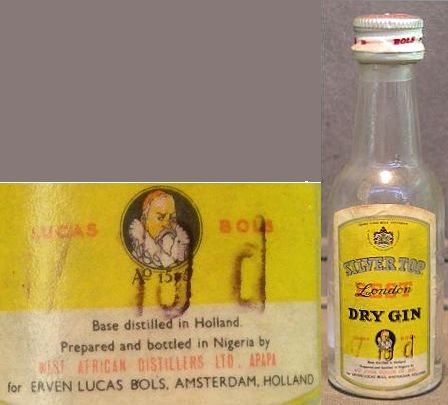 LUCAS BOLS
Aº 1575
Base distilled in Holland.
Prepared and bottled in Nigeria by
WEST AFRICAN DISTILLERS LTD. APAPA
for ERVEN LUCAS BOLS, AMSTERDAM, HOLLAND
BOLS
SILVER TOP
London
DRY GIN